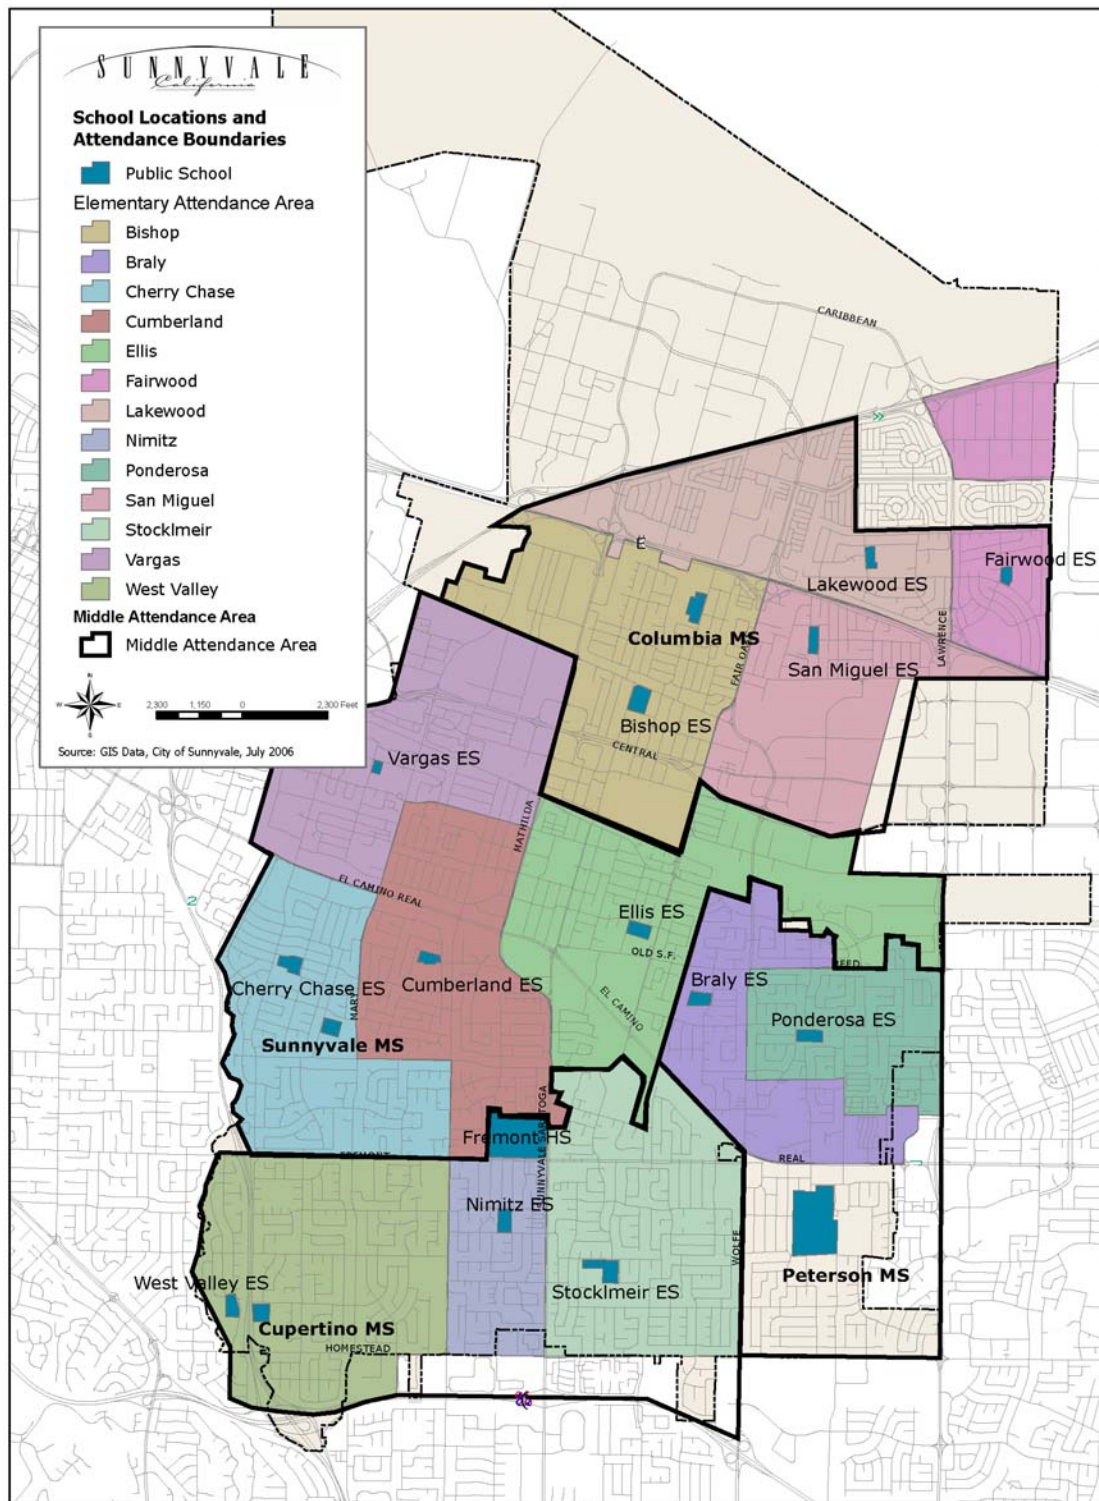 SUNNYVALE
California
School Locations and
Attendance Boundaries
Public School
Elementary Attendance Area
Bishop
Braly
Cherry Chase
Cumberland
Ellis
Fairwood
Lakewood
Nimitz
Ponderosa
San Miguel
Stocklmeir
Vargas
West Valley
Middle Attendance Area
Middle Attendance Area
N
W E
S
2,300 1,150 0 2,300 Feet
Source: GIS Data, City of Sunnyvale, July 2006
CARIBBEAN
E
Fairwood ES
Lakewood ES
LAWRENCE
Columbia MS
FAIR OAKS
San Miguel ES
Bishop ES
CENTRAL
Vargas ES
MATHILDA
EL CAMINO REAL
Ellis ES
OLD S.F.
REED
Braly ES
Cherry Chase ES
Cumberland ES
MARY
EL CAMINO
Ponderosa ES
Sunnyvale MS
Fremont HS
FREMONT
SUNNYVALE SARATOGA
REAL
Nimitz ES
WOLFE
West Valley ES
Stocklmeir ES
Peterson MS
Cupertino MS
HOMESTEAD